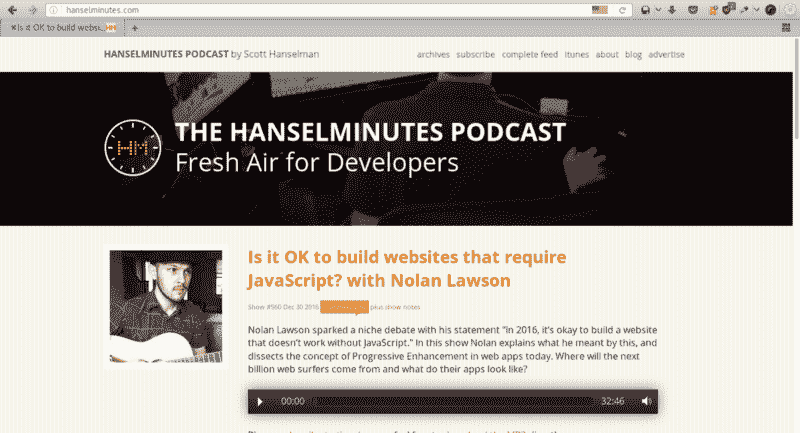 hanselminutes.com
Is it OK to build webs
HANSELMINUTES PODCAST by Scott Hanselman
archives subscribe complete feed itunes about blog advertise
HM
THE HANSELMINUTES PODCAST
Fresh Air for Developers
Is it OK to build websites that require
JavaScript? with Nolan Lawson
Show #560 Dec 30 2016 plus show notes
Nolan Lawson sparked a niche debate with his statement "In 2016, it's okay to build a website
that doesn't work without JavaScript." In this show Nolan explains what he meant by this, and
dissects the concept of Progressive Enhancement in web apps today. Where will the next
billion web surfers come from and what do their apps look like?
00:00 32:46